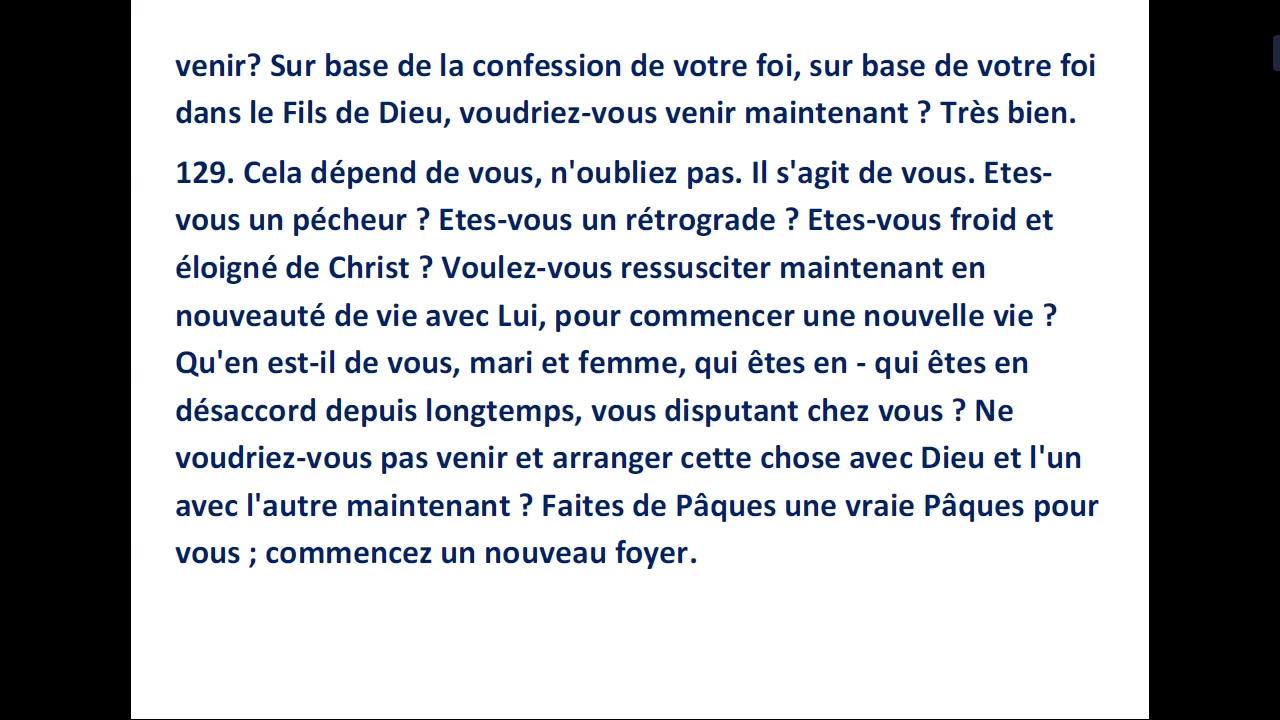 venir? Sur base de la confession de votre foi, sur base de votre foi
dans le Fils de Dieu, voudriez-vous venir maintenant ? Très bien.
129. Cela dépend de vous, n'oubliez pas. Il s'agit de vous. Etes-
vous un pécheur ? Etes-vous un rétrograde ? Etes-vous froid et
éloigné de Christ ? Voulez-vous ressusciter maintenant en
nouveauté de vie avec Lui, pour commencer une nouvelle vie ?
Qu'en est-il de vous, mari et femme, qui êtes en - qui êtes en
désaccord depuis longtemps, vous disputant chez vous ? Ne
voudriez-vous pas venir et arranger cette chose avec Dieu et l'un
avec l'autre maintenant ? Faites de Pâques une vraie Pâques pour
vous ; commencez un nouveau foyer.